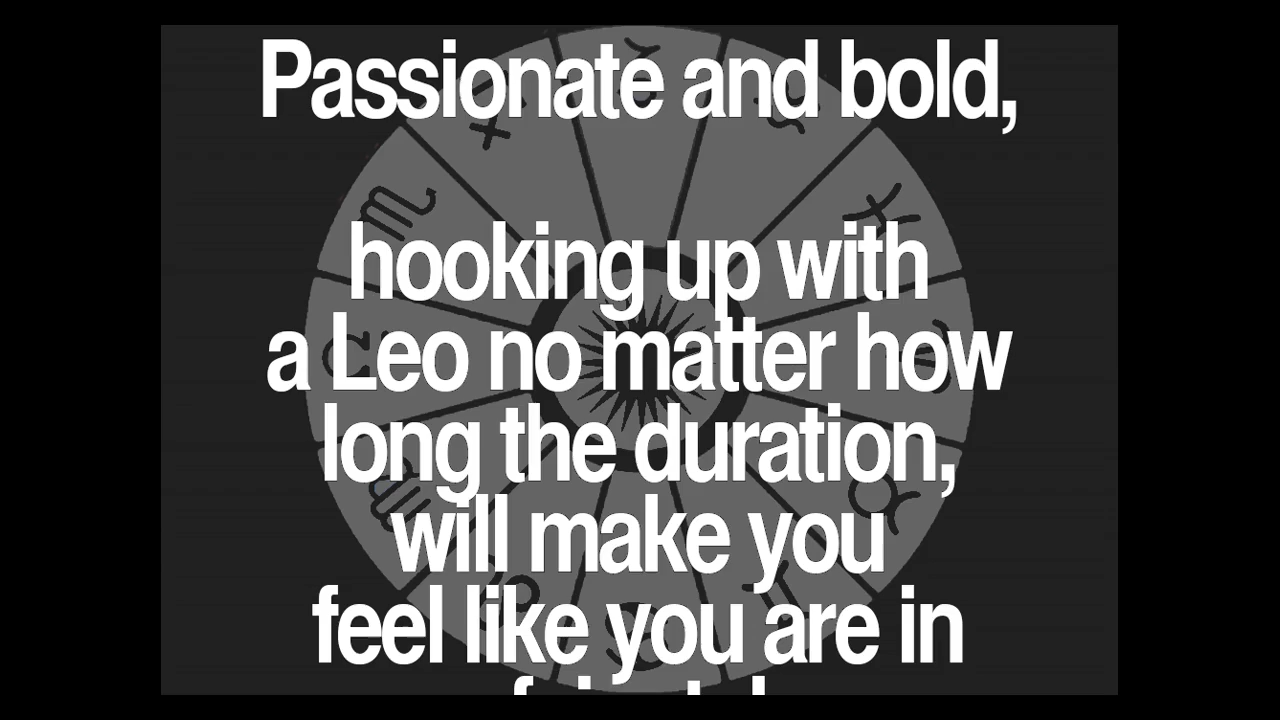 Passionate and bold,
hooking up with
a Leo no matter how
long the duration,
will make you
feel like you are in